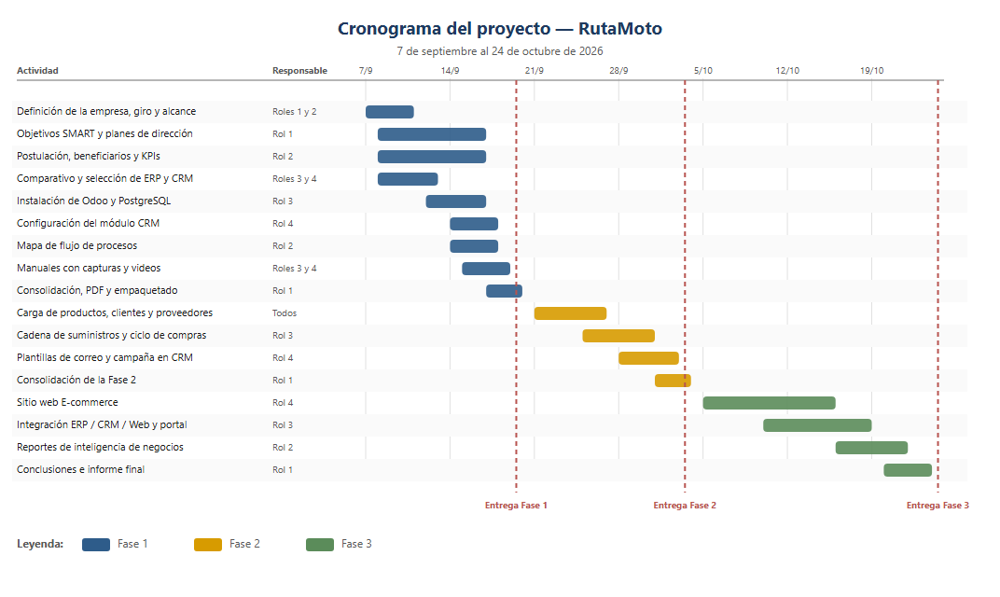 Cronograma del proyecto — RutaMoto
7 de septiembre al 24 de octubre de 2026
Actividad Responsable 7/9 14/9 21/9 28/9 5/10 12/10 19/10
Definición de la empresa, giro y alcance Roles 1 y 2
Objetivos SMART y planes de dirección Rol 1
Postulación, beneficiarios y KPIs Rol 2
Comparativo y selección de ERP y CRM Roles 3 y 4
Instalación de Odoo y PostgreSQL Rol 3
Configuración del módulo CRM Rol 4
Mapa de flujo de procesos Rol 2
Manuales con capturas y videos Roles 3 y 4
Consolidación, PDF y empaquetado Rol 1
Carga de productos, clientes y proveedores Todos
Cadena de suministros y ciclo de compras Rol 3
Plantillas de correo y campaña en CRM Rol 4
Consolidación de la Fase 2 Rol 1
Sitio web E-commerce Rol 4
Integración ERP / CRM / Web y portal Rol 3
Reportes de inteligencia de negocios Rol 2
Conclusiones e informe final Rol 1
Entrega Fase 1 Entrega Fase 2 Entrega Fase 3
Leyenda: Fase 1 Fase 2 Fase 3